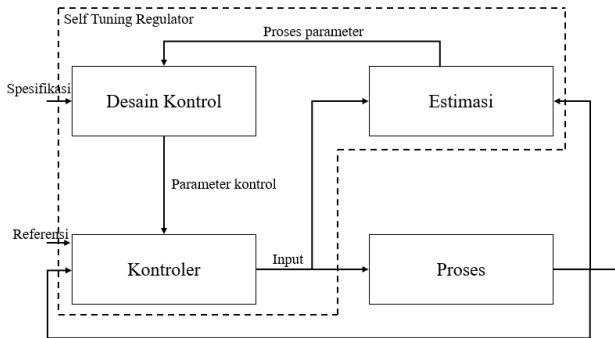 Self Tuning Regulator
Proses parameter
Spesifikasi
Desain Kontrol
Estimasi
Parameter kontrol
Referensi
Kontroler
Input
Proses